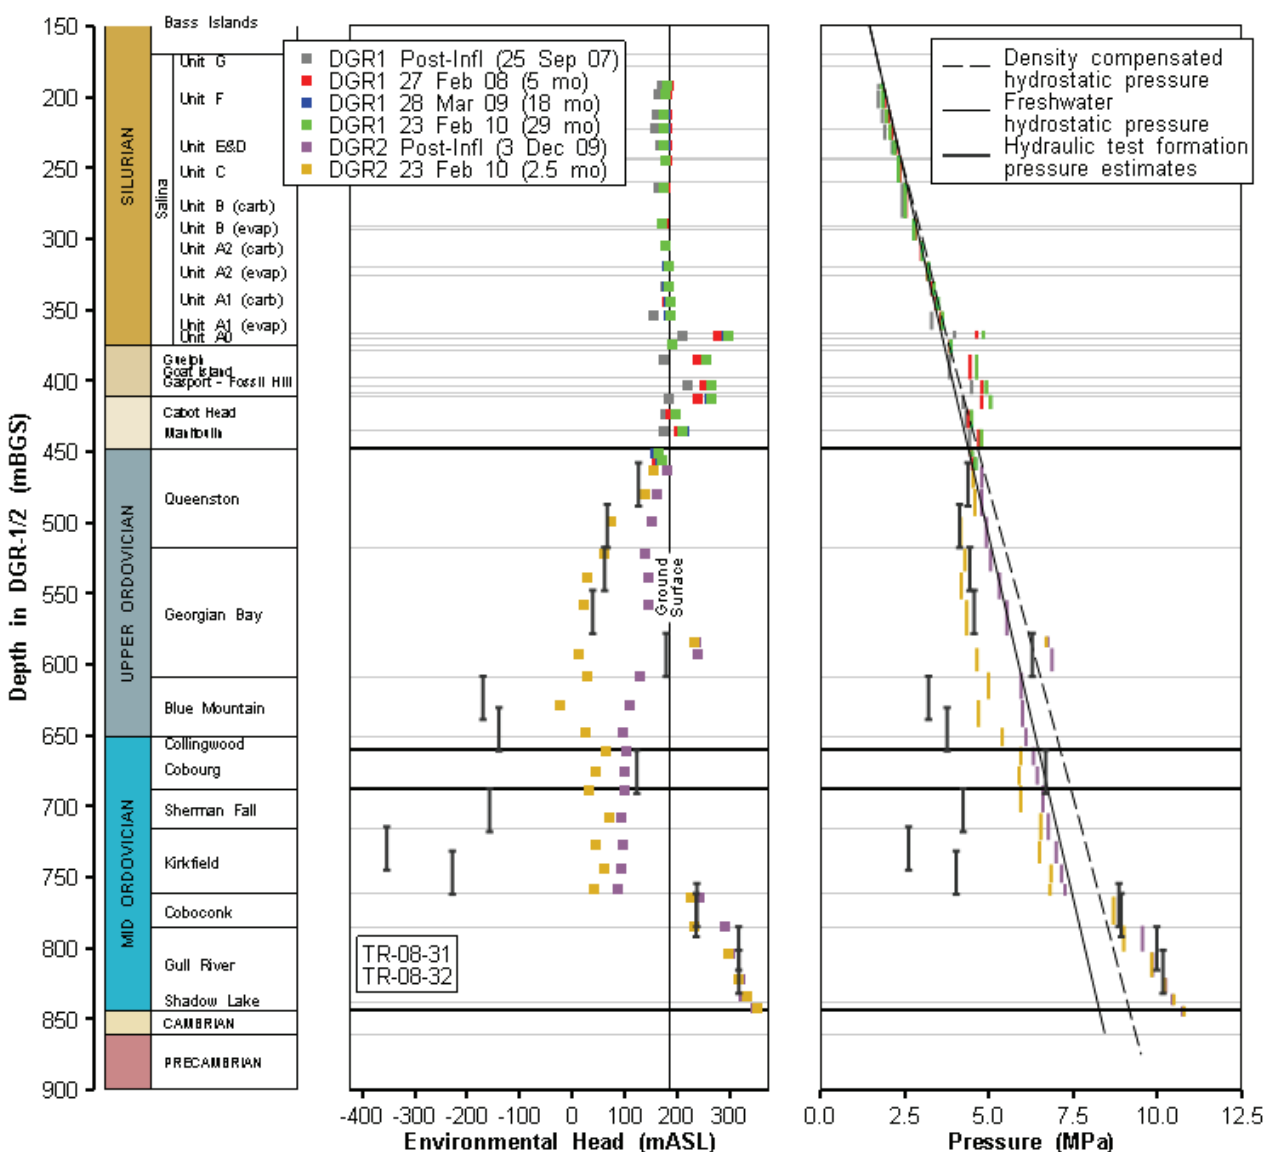 Depth in DGR-1/2 (mBGS)
150
200
250
300
350
400
450
500
550
600
650
700
750
800
850
900
SILURIAN
UPPER ORDOVICIAN
MID ORDOVICIAN
Salina
Bass Islands
Unit G
Unit F
Unit E&D
Unit C
Unit B (carb)
Unit B (evap)
Unit A2 (carb)
Unit A2 (evap)
Unit A1 (carb)
Unit A1 (evap)
Unit A0
Guelph
Goat Island
Gasport - Fossil Hill
Cabot Head
Manitoulin
Queenston
Georgian Bay
Blue Mountain
Collingwood
Cobourg
Sherman Fall
Kirkfield
Coboconk
Gull River
Shadow Lake
CAMBRIAN
PRECAMBRIAN
DGR1 Post-Infl (25 Sep 07)
DGR1 27 Feb 08 (5 mo)
DGR1 28 Mar 09 (18 mo)
DGR1 23 Feb 10 (29 mo)
DGR2 Post-Infl (3 Dec 09)
DGR2 23 Feb 10 (2.5 mo)
Ground
Surface
TR-08-31
TR-08-32
-400 -300 -200 -100 0 100 200 300
Environmental Head (mASL)
Density compensated
hydrostatic pressure
Freshwater
hydrostatic pressure
Hydraulic test formation
pressure estimates
0.0 2.5 5.0 7.5 10.0 12.5
Pressure (MPa)